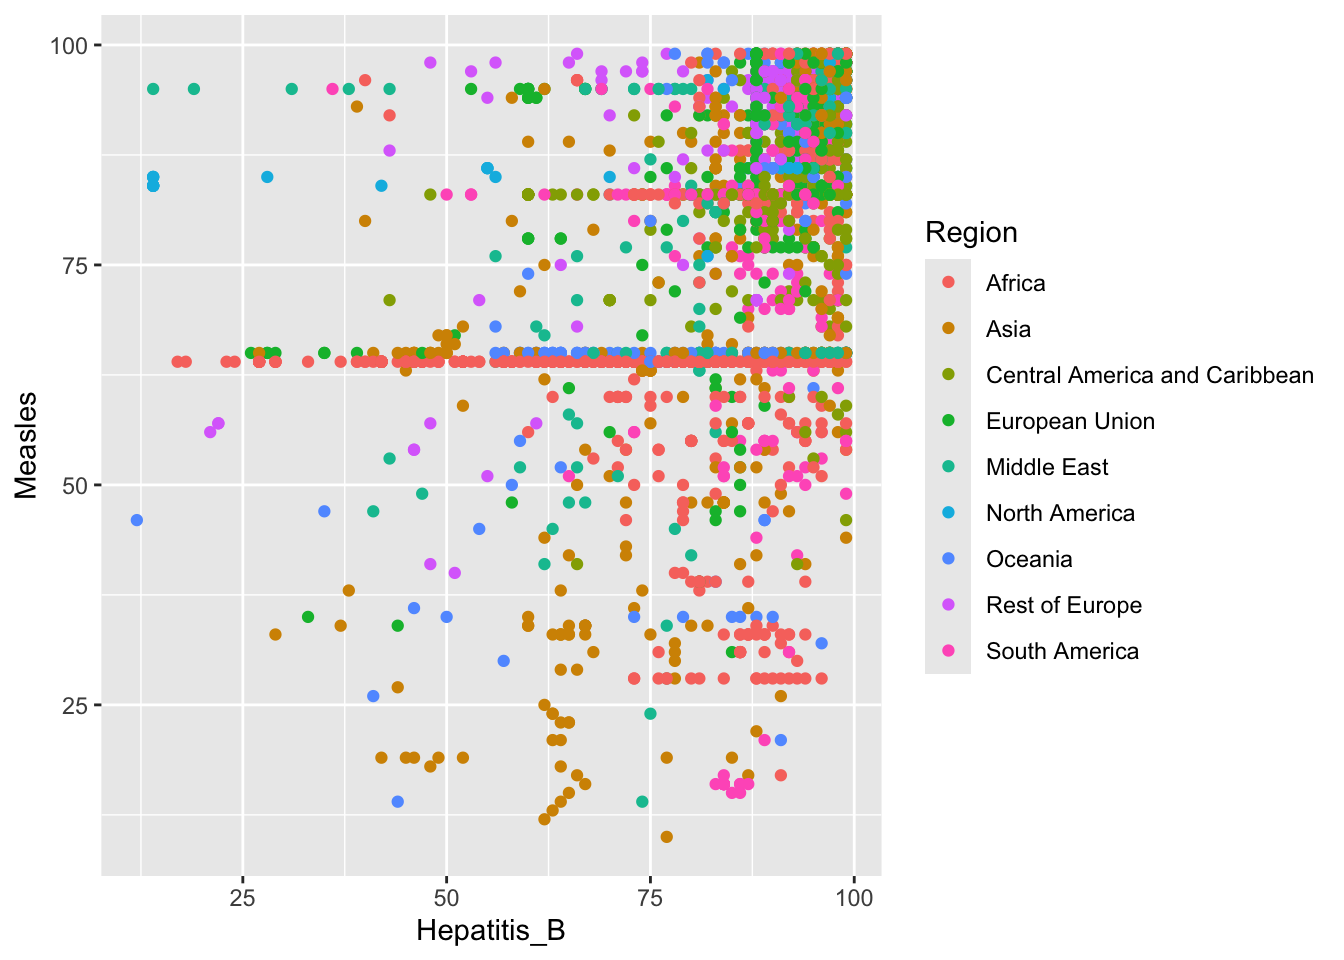 100
75
50
25
Measles
25
50
75
100
Hepatitis_B
Region
Africa
Asia
Central America and Caribbean
European Union
Middle East
North America
Oceania
Rest of Europe
South America